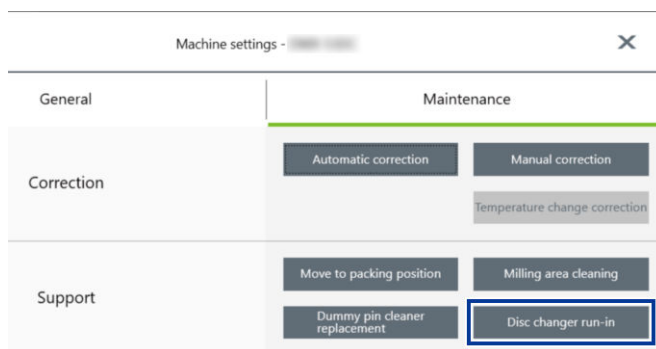 Machine settings -
X
General
Maintenance
Correction
Automatic correction
Manual correction
Temperature change correction
Support
Move to packing position
Milling area cleaning
Dummy pin cleaner
replacement
Disc changer run-in